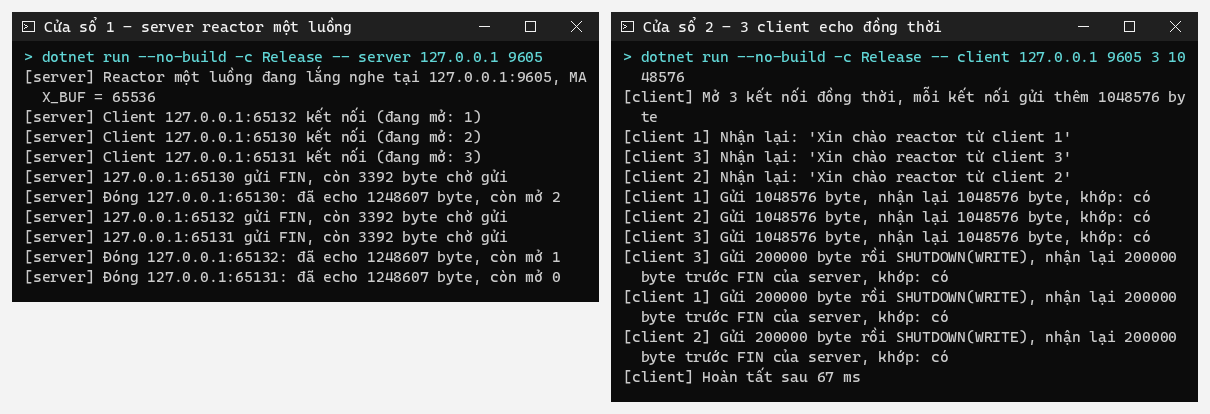 Cửa sổ 1 — server reactor một luồng
> dotnet run --no-build -c Release -- server 127.0.0.1 9605
[server] Reactor một luồng đang lắng nghe tại 127.0.0.1:9605, MA
X_BUF = 65536
[server] Client 127.0.0.1:65132 kết nối (đang mở: 1)
[server] Client 127.0.0.1:65130 kết nối (đang mở: 2)
[server] Client 127.0.0.1:65131 kết nối (đang mở: 3)
[server] 127.0.0.1:65130 gửi FIN, còn 3392 byte chờ gửi
[server] Đóng 127.0.0.1:65130: đã echo 1248607 byte, còn mở 2
[server] 127.0.0.1:65132 gửi FIN, còn 3392 byte chờ gửi
[server] 127.0.0.1:65131 gửi FIN, còn 3392 byte chờ gửi
[server] Đóng 127.0.0.1:65132: đã echo 1248607 byte, còn mở 1
[server] Đóng 127.0.0.1:65131: đã echo 1248607 byte, còn mở 0
Cửa sổ 2 — 3 client echo đồng thời
> dotnet run --no-build -c Release -- client 127.0.0.1 9605 3 10
48576
[client] Mở 3 kết nối đồng thời, mỗi kết nối gửi thêm 1048576 by
te
[client 1] Nhận lại: 'Xin chào reactor từ client 1'
[client 3] Nhận lại: 'Xin chào reactor từ client 3'
[client 2] Nhận lại: 'Xin chào reactor từ client 2'
[client 1] Gửi 1048576 byte, nhận lại 1048576 byte, khớp: có
[client 2] Gửi 1048576 byte, nhận lại 1048576 byte, khớp: có
[client 3] Gửi 1048576 byte, nhận lại 1048576 byte, khớp: có
[client 3] Gửi 200000 byte rồi SHUTDOWN(WRITE), nhận lại 200000
byte trước FIN của server, khớp: có
[client 1] Gửi 200000 byte rồi SHUTDOWN(WRITE), nhận lại 200000
byte trước FIN của server, khớp: có
[client 2] Gửi 200000 byte rồi SHUTDOWN(WRITE), nhận lại 200000
byte trước FIN của server, khớp: có
[client] Hoàn tất sau 67 ms